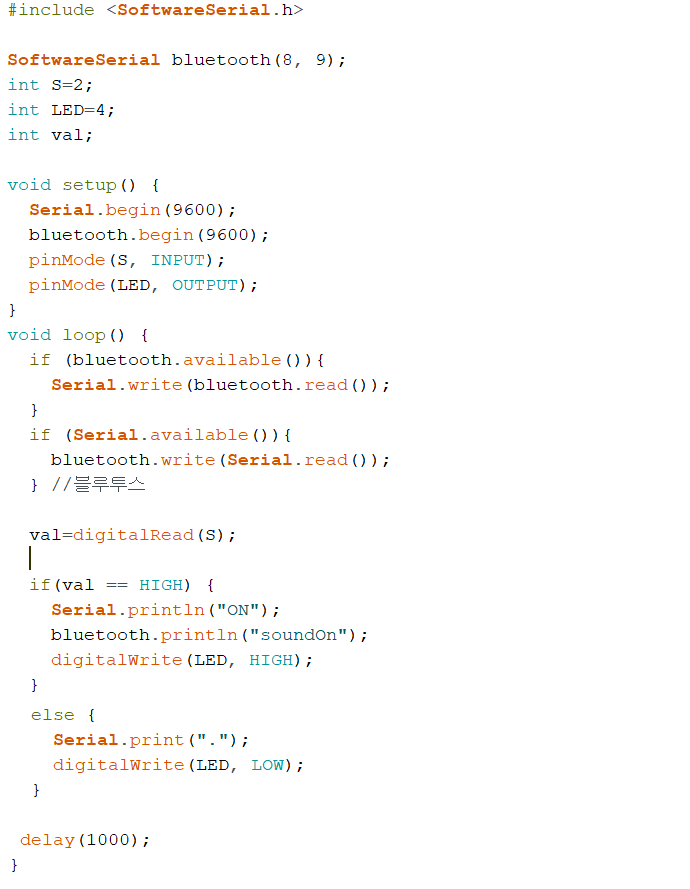 #include <SoftwareSerial.h>
SoftwareSerial bluetooth(8, 9);
int S=2;
int LED=4;
int val;
void setup() {
Serial.begin(9600);
bluetooth.begin(9600);
pinMode(S, INPUT);
pinMode(LED, OUTPUT);
}
void loop() {
if (bluetooth.available()){
Serial.write(bluetooth.read());
}
if (Serial.available()){
bluetooth.write(Serial.read());
} //블루투스
val=digitalRead(S);
if(val == HIGH) {
Serial.println("ON");
bluetooth.println("soundOn");
digitalWrite(LED, HIGH);
}
else {
Serial.print(".");
digitalWrite(LED, LOW);
}
delay(1000);
}